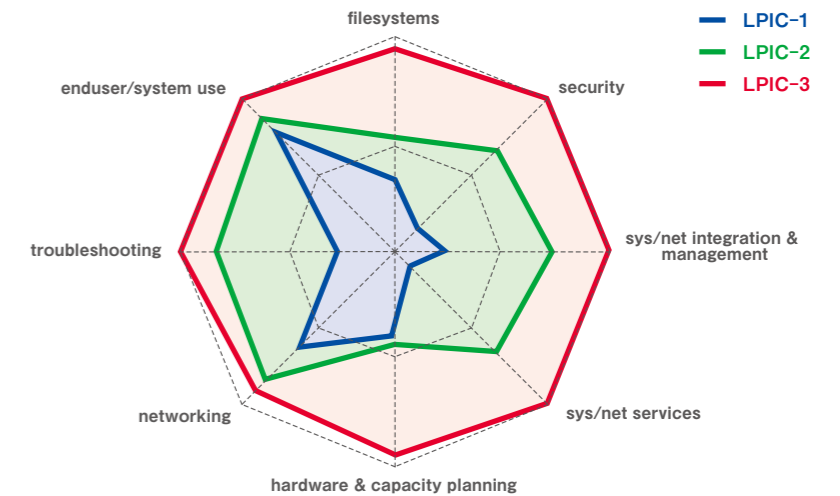 filesystems
LPIC-1
LPIC-2
LPIC-3
enduser/system use
security
troubleshooting
sys/net integration &
management
networking
sys/net services
hardware & capacity planning